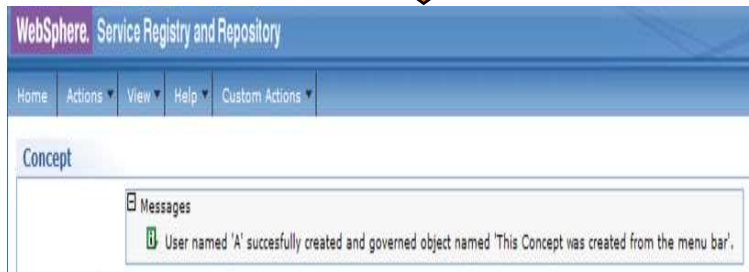 WebSphere. Service Registry and Repository
Home Actions View Help Custom Actions
Concept
Messages
User named 'A' succesfully created and governed object named 'This Concept was created from the menu bar'.